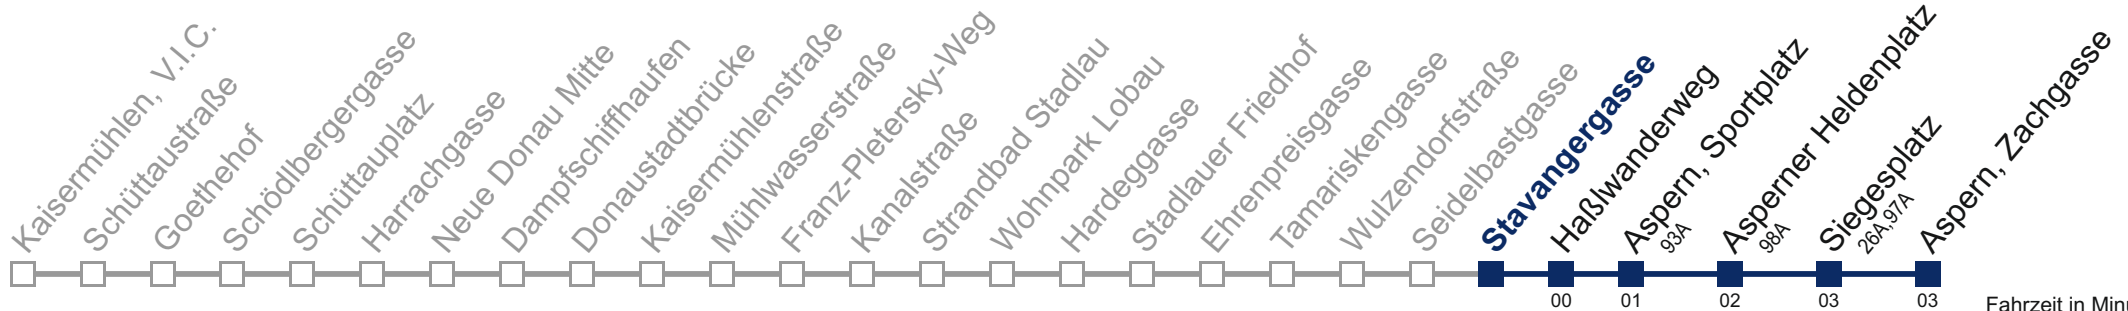 Kaisermühlen, V.I.C.
Schüttaustraße
Goethehof
Schödlbergergasse
Schüttauplatz
Harrachgasse
Neue Donau Mitte
Dampfschiffhaufen
Donaustadtbrücke
Kaisermühlenstraße
Mühlwasserstraße
Franz-Pletersky-Weg
Kanalstraße
Strandbad Stadlau
Wohnpark Lobau
Hardeggasse
Stadlauer Friedhof
Ehrenpreisgasse
Tamariskengasse
Wulzendorfstraße
Seidelbastgasse
Stavangergasse
Haßlwanderweg
Aspern, Sportplatz
93A
Asperner Heldenplatz
98A
Siegesplatz
26A,97A
Aspern, Zachgasse
00 01 02 03 03
Fahrzeit in